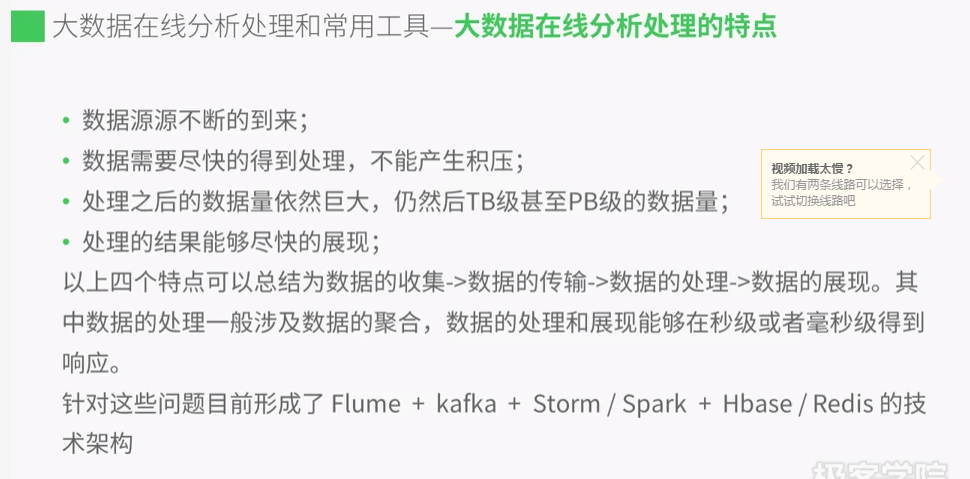 大数据在线分析处理和常用工具—大数据在线分析处理的特点
• 数据源源不断的到来；
• 数据需要尽快的得到处理，不能产生积压；
• 处理之后的数据量依然巨大，仍然后TB级甚至PB级的数据量；
• 处理的结果能够尽快的展现；
以上四个特点可以总结为数据的收集->数据的传输->数据的处理->数据的展现。其
中数据的处理一般涉及数据的聚合，数据的处理和展现能够在秒级或者毫秒级得到
响应。
针对这些问题目前形成了 Flume + kafka + Storm / Spark + Hbase / Redis 的技
术架构
视频加载太慢？
我们有两条线路可以选择，
试试切换线路吧
极客学院